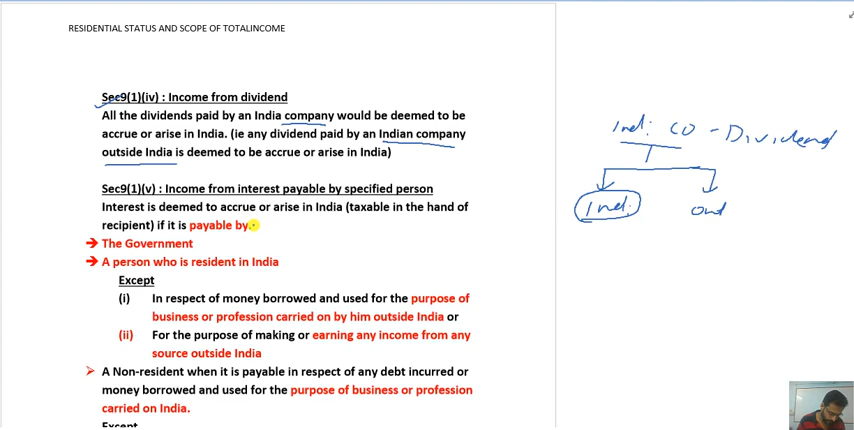 RESIDENTIAL STATUS AND SCOPE OF TOTALINCOME
Sec9(1)(iv) : Income from dividend
All the dividends paid by an India company would be deemed to be
accrue or arise in India. (ie any dividend paid by an Indian company
outside India is deemed to be accrue or arise in India)
Sec9(1)(v) : Income from interest payable by specified person
Interest is deemed to accrue or arise in India (taxable in the hand of
recipient) if it is payable by:
The Government
A person who is resident in India
Except
(i) In respect of money borrowed and used for the purpose of
business or profession carried on by him outside India or
(ii) For the purpose of making or earning any income from any
source outside India
A Non-resident when it is payable in respect of any debt incurred or
money borrowed and used for the purpose of business or profession
carried on India.
Except
Ind: CO - Dividend
Ind. out